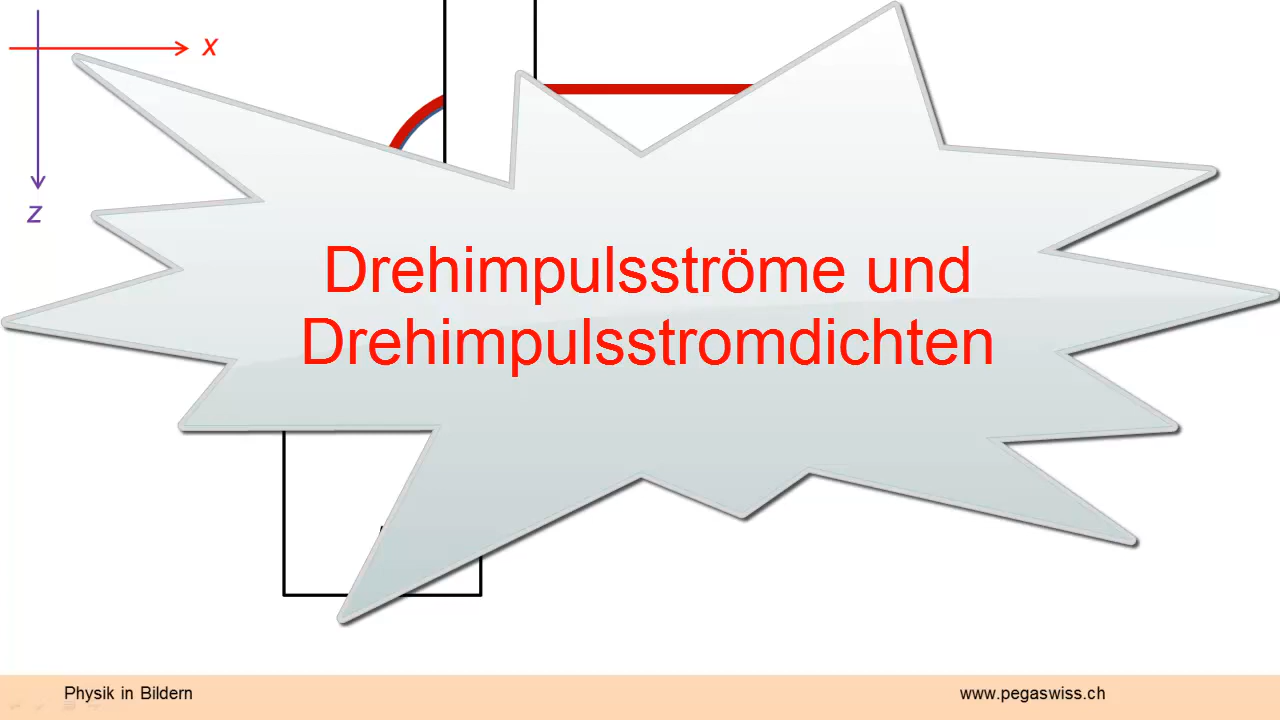 x
z
Drehimpulsströme und
Drehimpulsstromdichten
Physik in Bildern
www.pegaswiss.ch